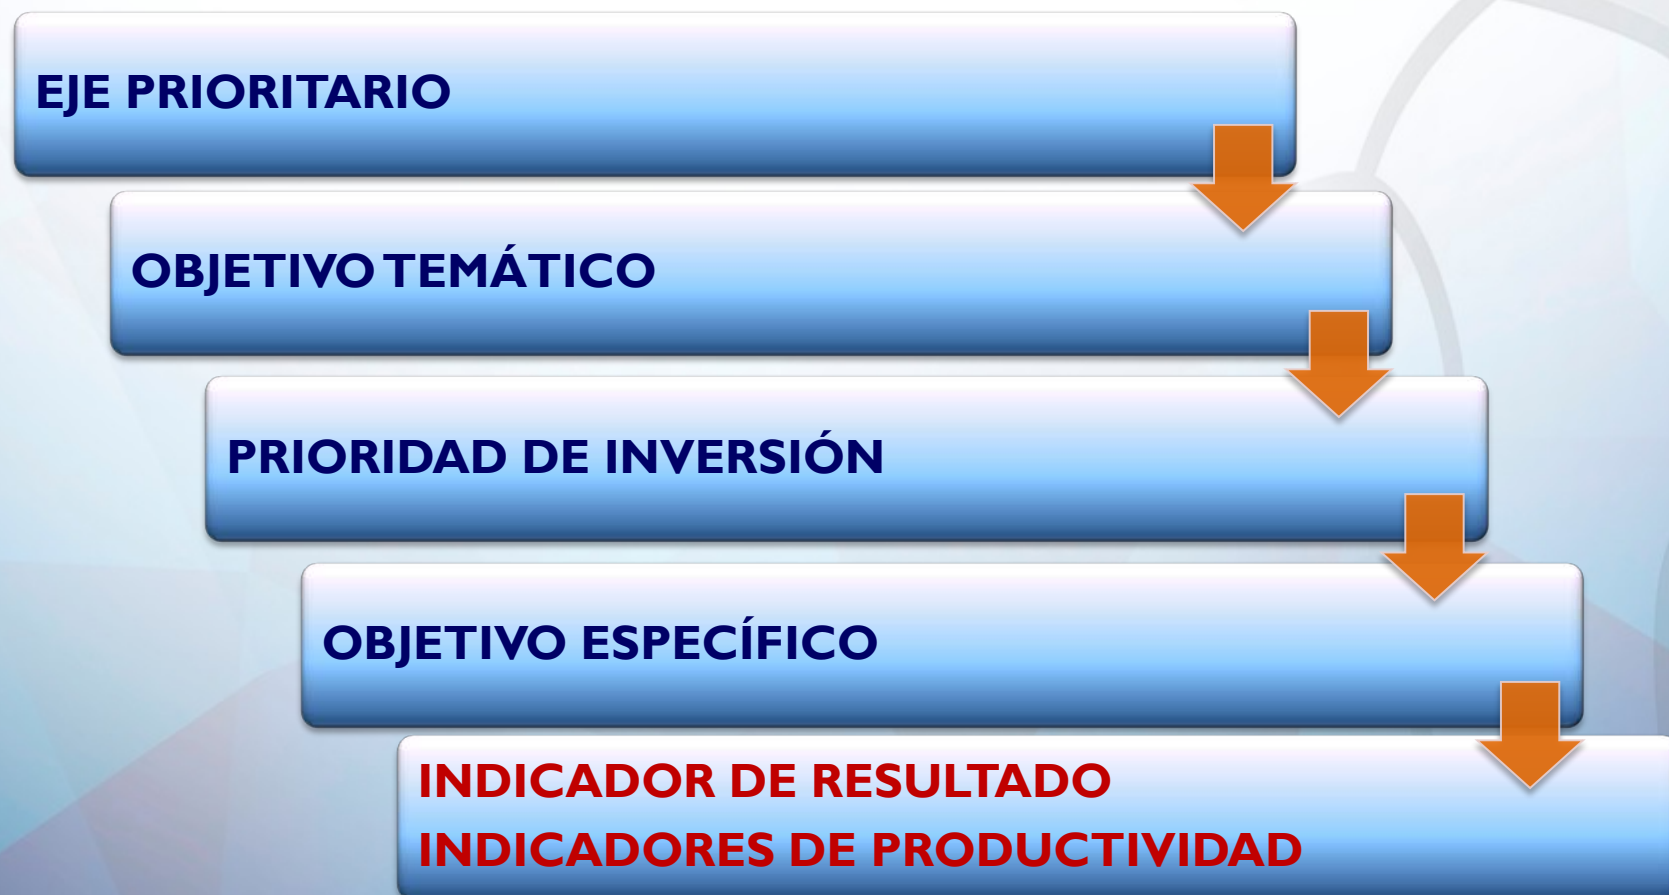 EJE PRIORITARIO
OBJETIVO TEMÁTICO
PRIORIDAD DE INVERSIÓN
OBJETIVO ESPECÍFICO
INDICADOR DE RESULTADO
INDICADORES DE PRODUCTIVIDAD